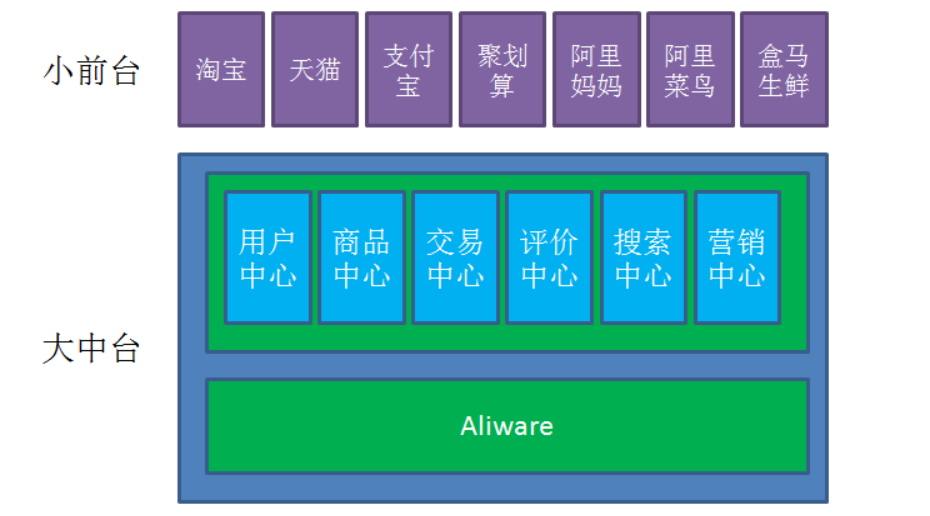 小前台
淘宝
天猫
支付
宝
聚划
算
阿里
妈妈
阿里
菜鸟
盒马
生鲜
大中台
用户
中心
商品
中心
交易
中心
评价
中心
搜索
中心
营销
中心
Aliware